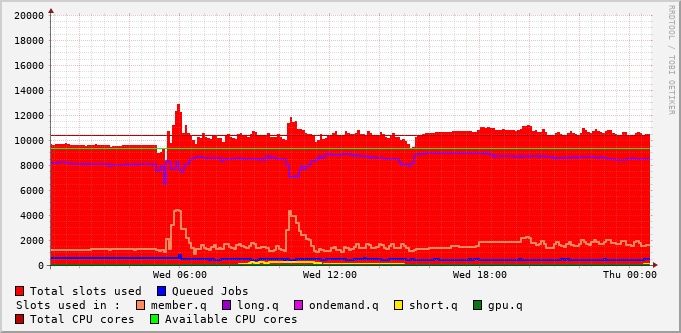 20000
18000
16000
14000
12000
10000
8000
6000
4000
2000
0
Wed 06:00 Wed 12:00 Wed 18:00 Thu 00:00
RRDTOOL / TOBI OETIKER
Total slots used Queued Jobs
Slots used in : member.q long.q ondemand.q short.q gpu.q
Total CPU cores Available CPU cores